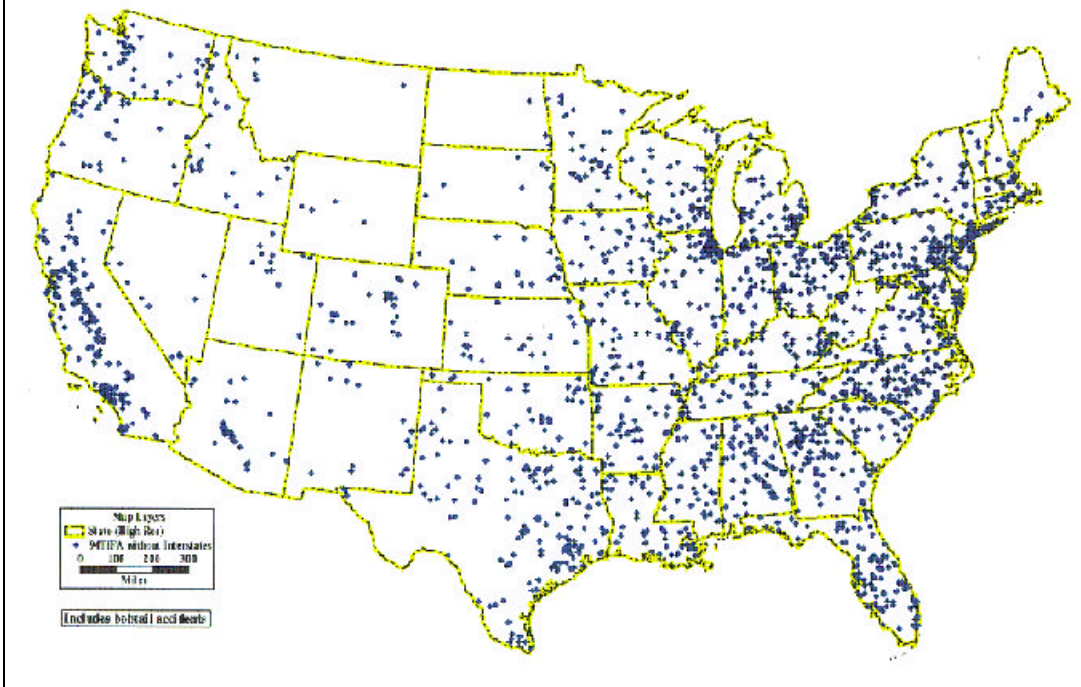 Map Layers
State (High Res)
94TIFA without Interstates
0 100 200 300
Miles
Includes bobtail accidents